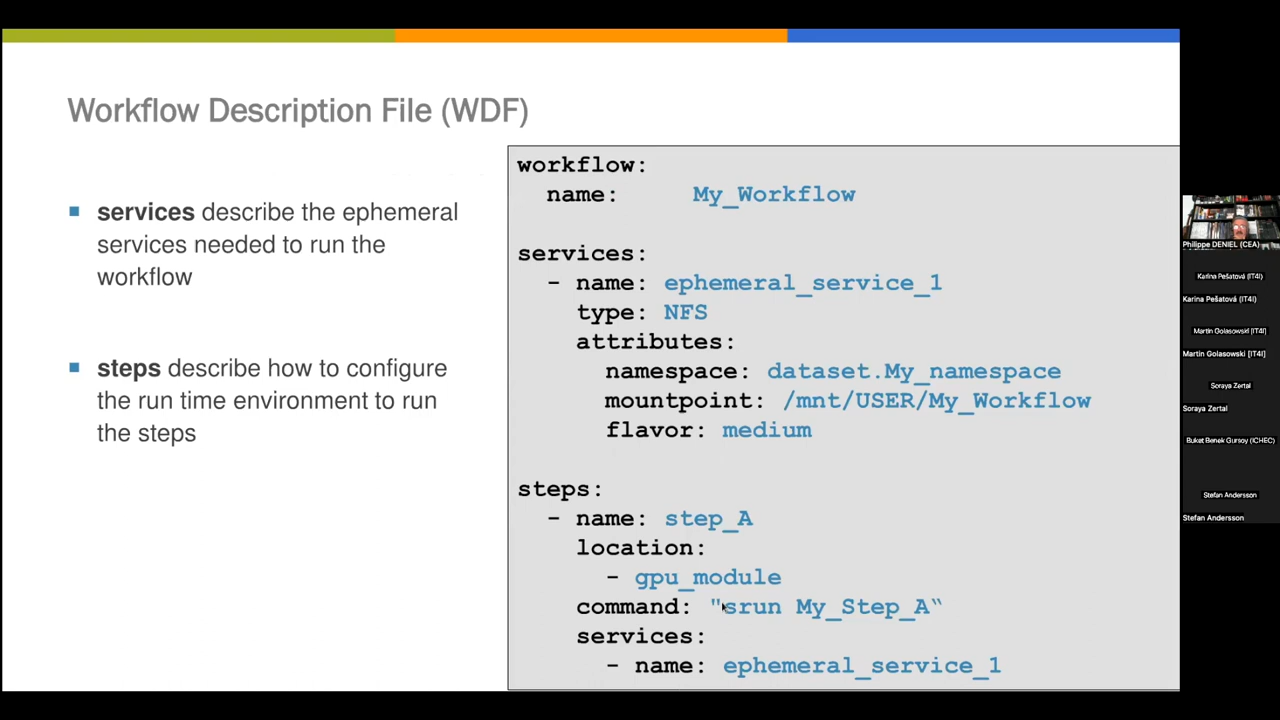 Workflow Description File (WDF)
services describe the ephemeral
services needed to run the
workflow
steps describe how to configure
the run time environment to run
the steps
workflow:
name: My_Workflow
services:
- name: ephemeral_service_1
type: NFS
attributes:
namespace: dataset.My_namespace
mountpoint: /mnt/USER/My_Workflow
flavor: medium
steps:
- name: step_A
location:
- gpu_module
command: "srun My_Step_A“
services:
- name: ephemeral_service_1
Philippe DENIEL (CEA)
Karina Pešatová (IT4I)
Karina Pešatová (IT4I)
Martin Golasowski [IT4I]
Martin Golasowski [IT4I]
Soraya Zertal
Soraya Zertal
Buket Benek Gursoy (ICHEC)
Stefan Andersson
Stefan Andersson